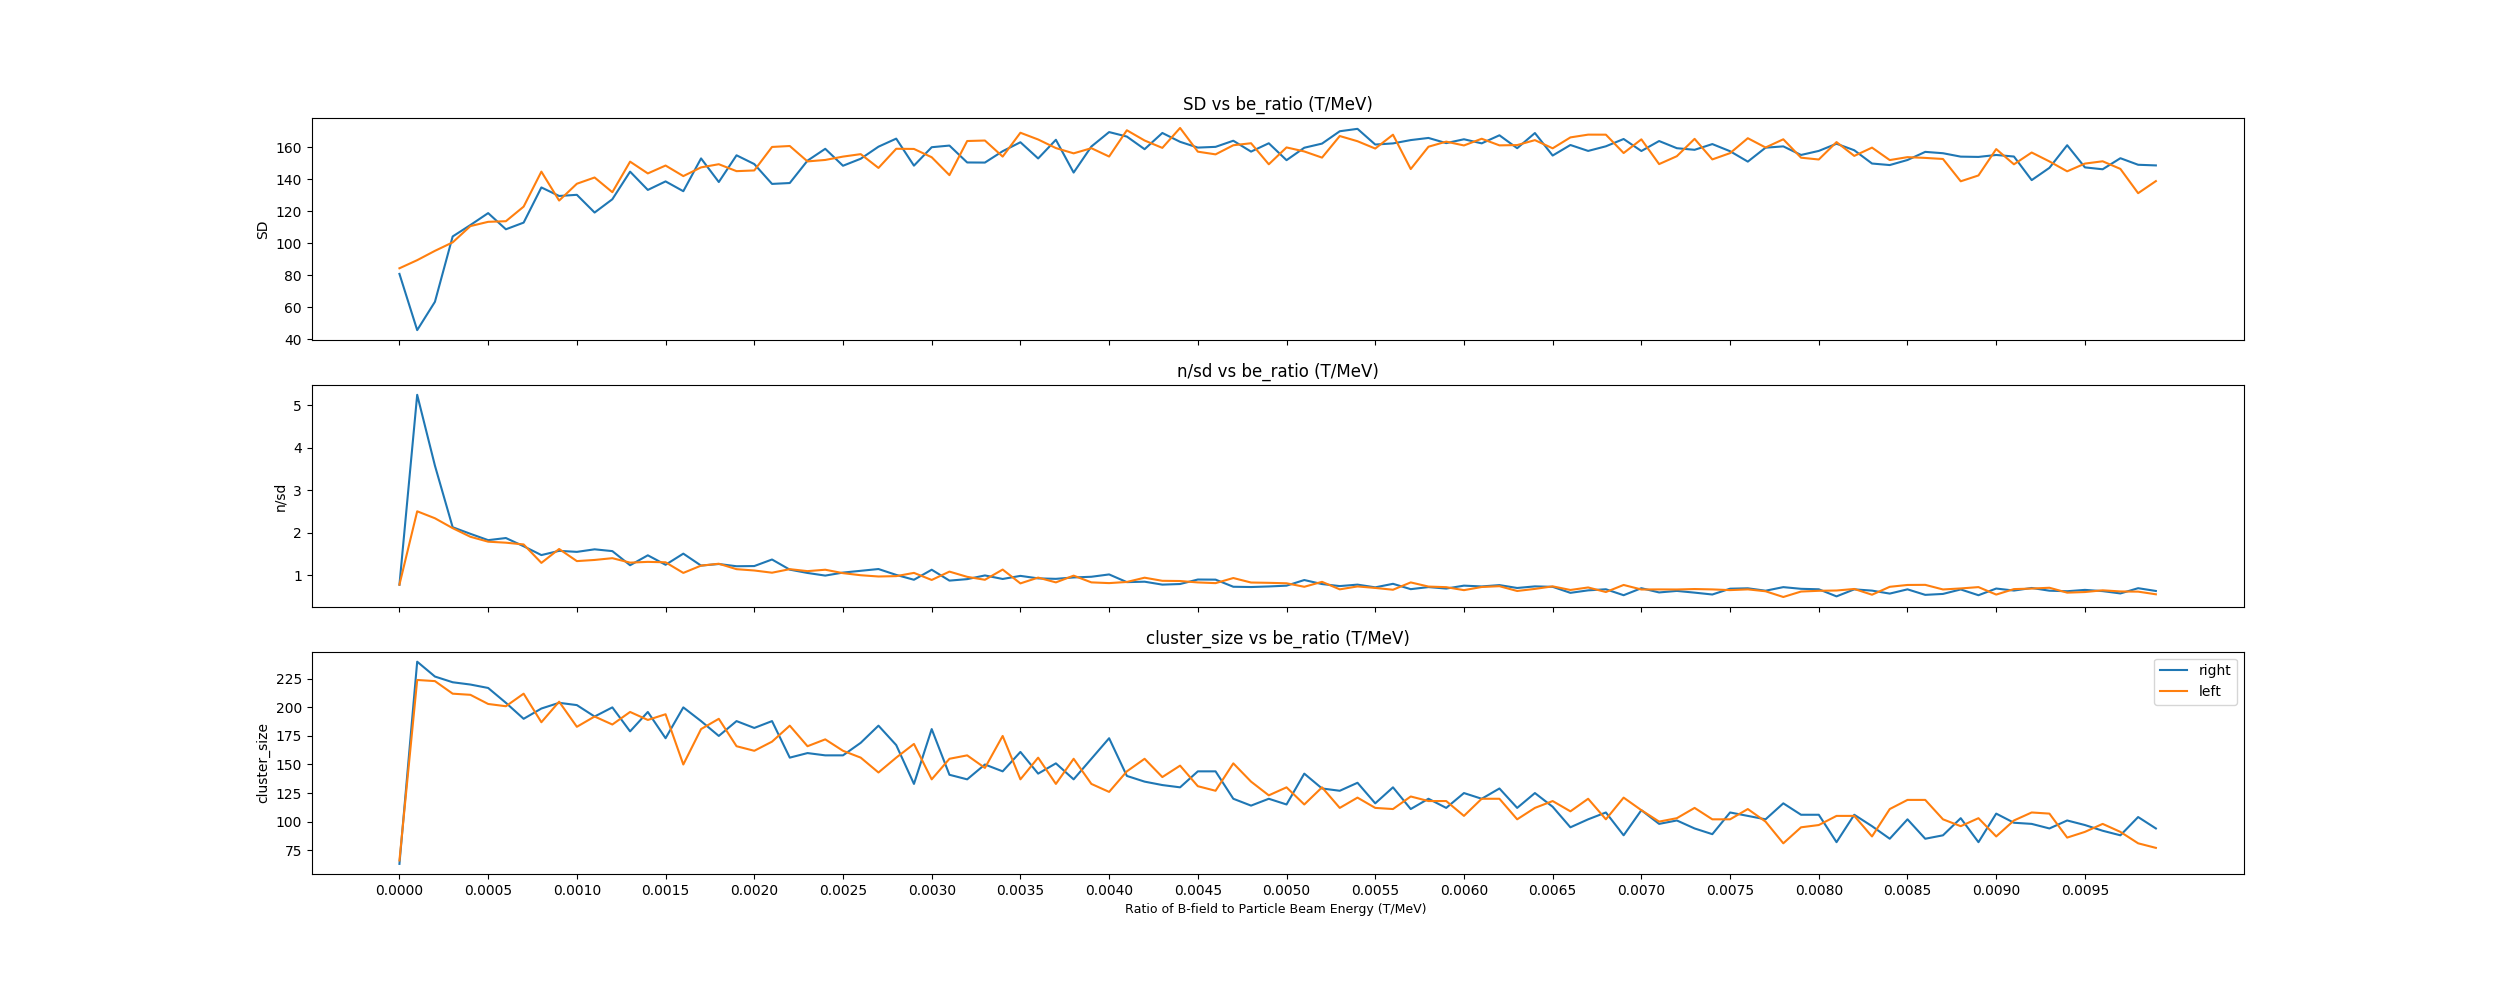 SD vs be_ratio (T/MeV)
160
140
120
100
80
60
40
SD
n/sd vs be_ratio (T/MeV)
5
4
3
2
1
n/sd
cluster_size vs be_ratio (T/MeV)
225
200
175
150
125
100
75
cluster_size
right
left
0.0000 0.0005 0.0010 0.0015 0.0020 0.0025 0.0030 0.0035 0.0040 0.0045 0.0050 0.0055 0.0060 0.0065 0.0070 0.0075 0.0080 0.0085 0.0090 0.0095
Ratio of B-field to Particle Beam Energy (T/MeV)